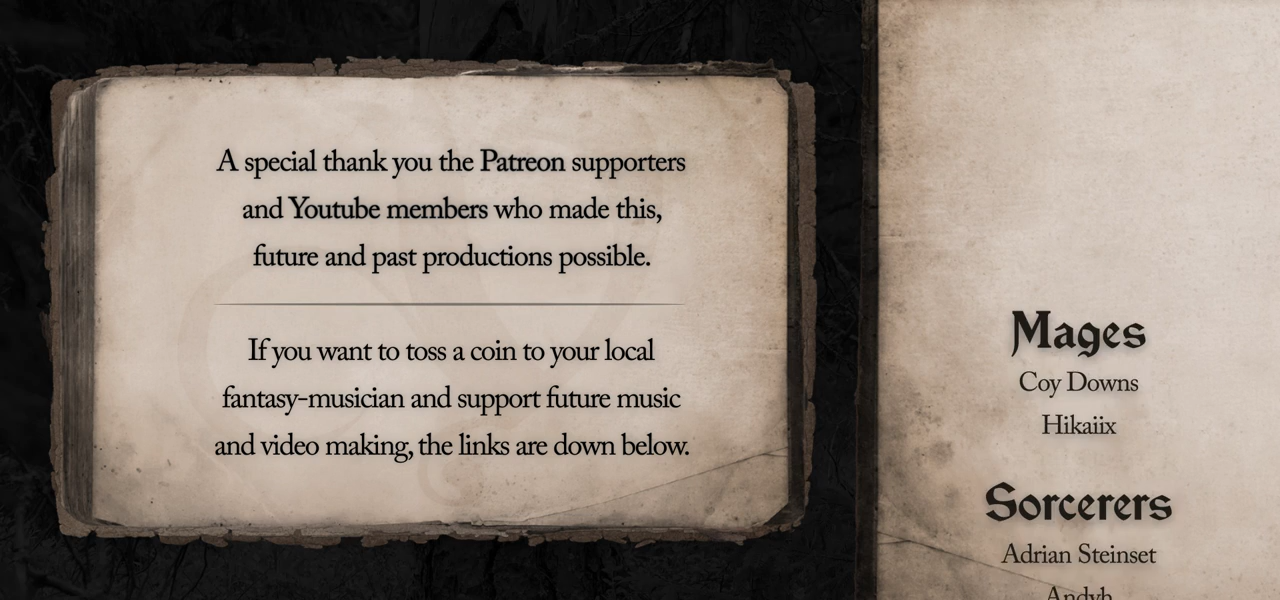 A special thank you the Patreon supporters
and Youtube members who made this,
future and past productions possible.
If you want to toss a coin to your local
fantasy-musician and support future music
and video making, the links are down below.
Mages
Coy Downs
Hikaiix
Sorcerers
Adrian Steinset
Andyh